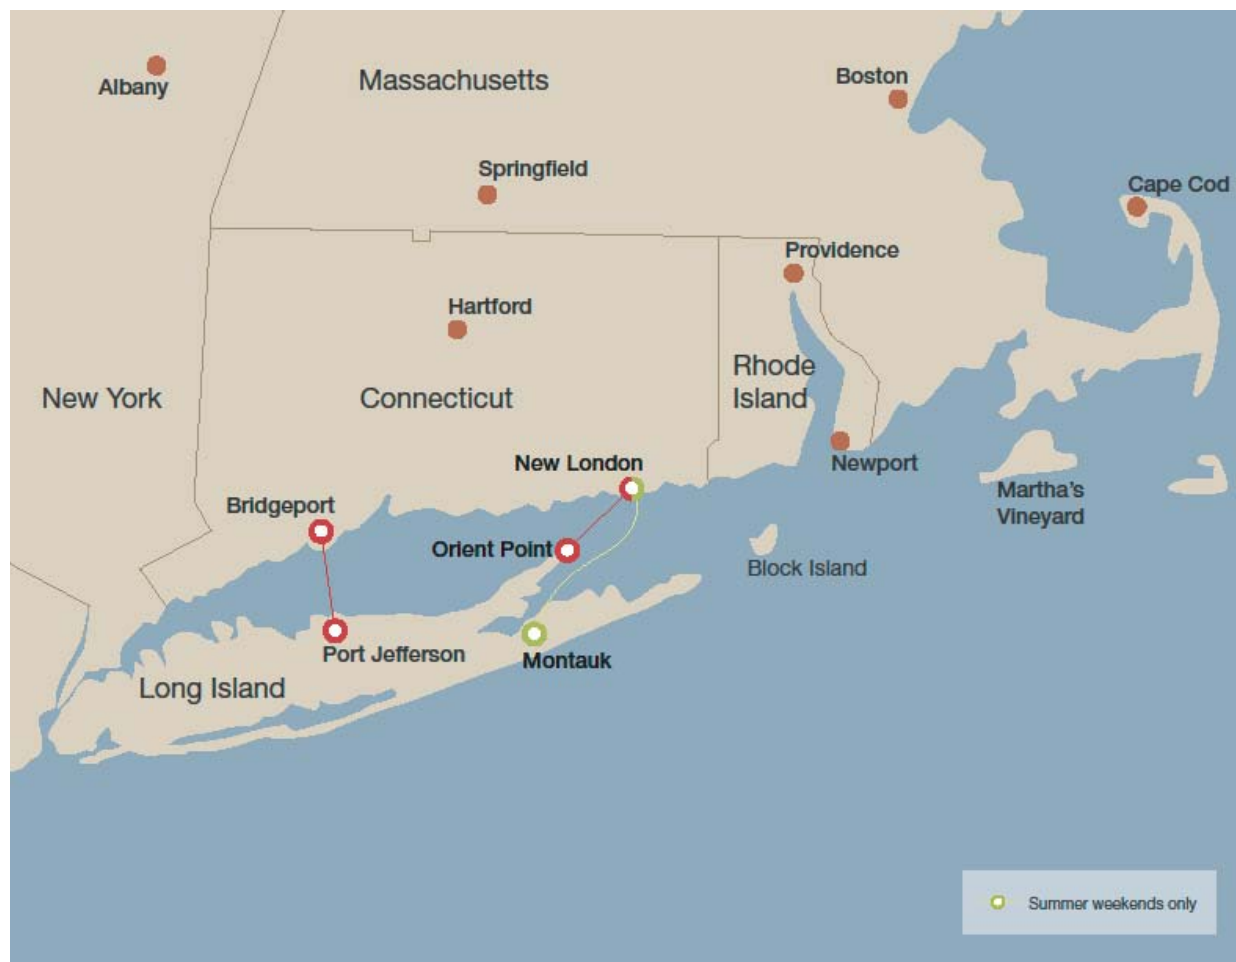 Albany
Massachusetts
Boston
Springfield
Cape Cod
Providence
Hartford
New York
Connecticut
Rhode
Island
New London
Newport
Bridgeport
Martha's
Vineyard
Orient Point
Block Island
Port Jefferson
Montauk
Long Island
Summer weekends only